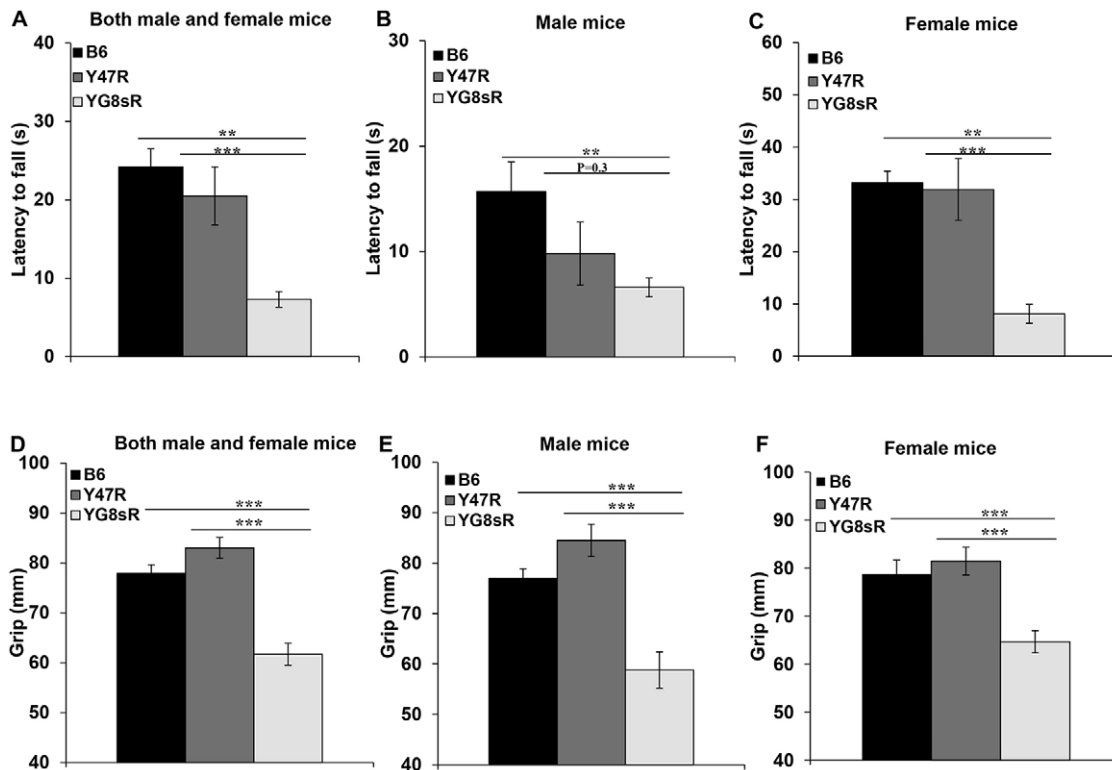 A
Both male and female mice
40
30
20
10
0
Latency to fall (s)
B6
Y47R
YG8sR
**
***
B
Male mice
30
20
10
0
Latency to fall (s)
B6
Y47R
YG8sR
**
P=0.3
C
Female mice
60
50
40
30
20
10
0
Latency to fall (s)
B6
Y47R
YG8sR
**
***
D
Both male and female mice
100
90
80
70
60
50
40
Grip (mm)
B6
Y47R
YG8sR
***
***
E
Male mice
100
90
80
70
60
50
40
Grip (mm)
B6
Y47R
YG8sR
***
***
F
Female mice
100
90
80
70
60
50
40
Grip (mm)
B6
Y47R
YG8sR
***
***